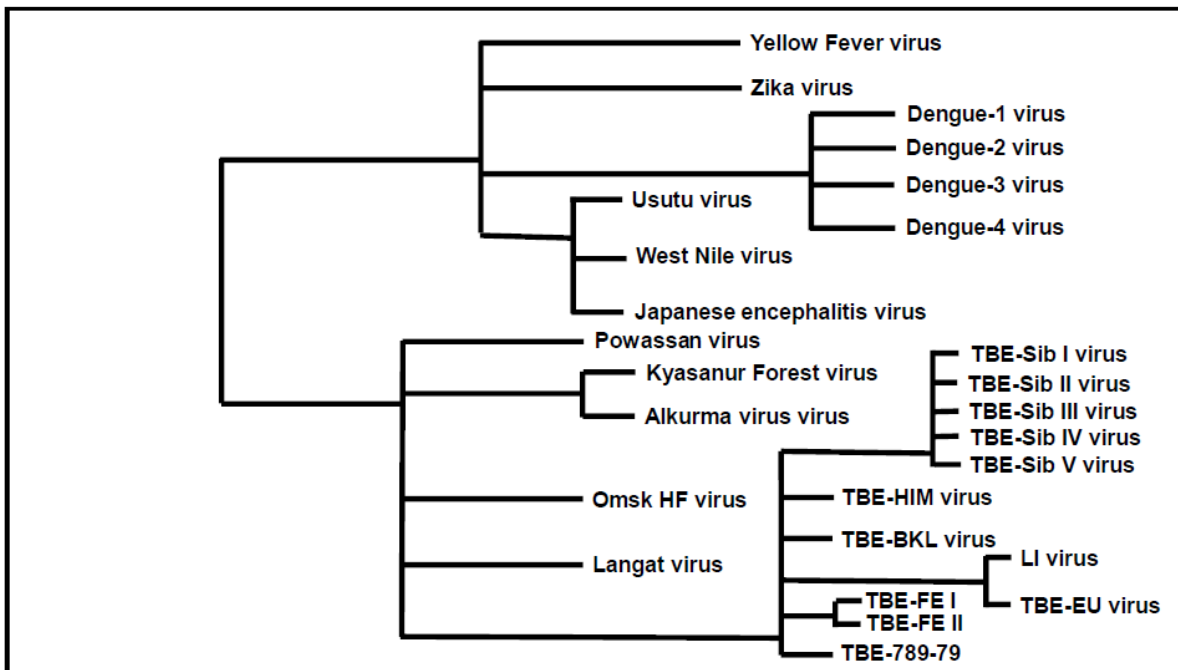 Yellow Fever virus
Zika virus
Dengue-1 virus
Dengue-2 virus
Dengue-3 virus
Usutu virus
Dengue-4 virus
West Nile virus
Japanese encephalitis virus
Powassan virus
TBE-Sib I virus
Kyasanur Forest virus
TBE-Sib II virus
TBE-Sib III virus
Alkurma virus virus
TBE-Sib IV virus
TBE-Sib V virus
Omsk HF virus
TBE-HIM virus
TBE-BKL virus
LI virus
Langat virus
TBE-FE I
TBE-EU virus
TBE-FE II
TBE-789-79